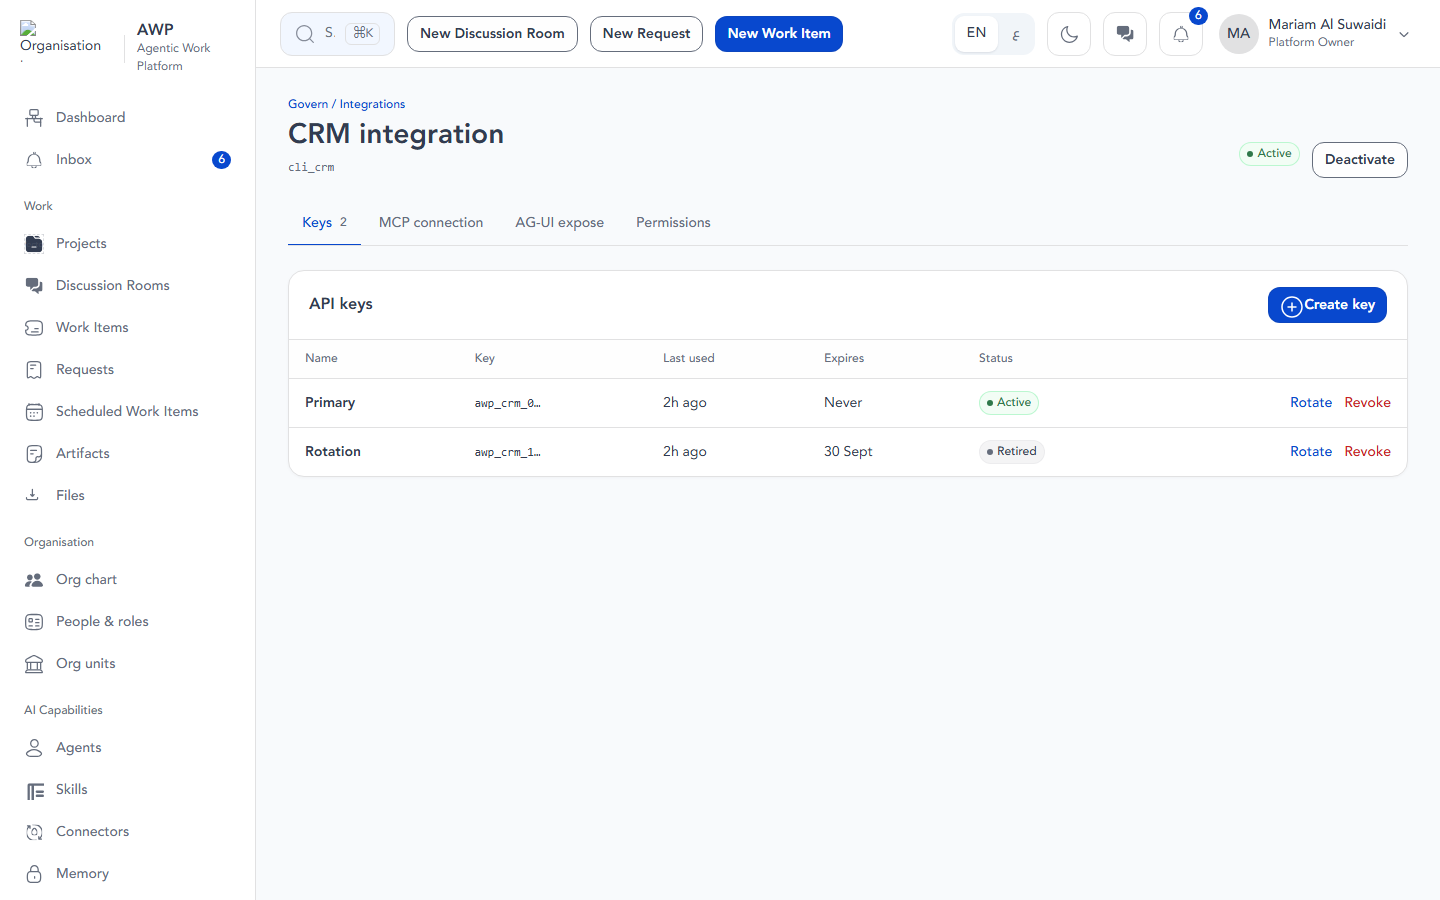 Organisation
AWP
Agentic Work
Platform
S.
⌘K
New Discussion Room
New Request
New Work Item
EN
ع
6
MA
Mariam Al Suwaidi
Platform Owner
Dashboard
Inbox
6
Work
Projects
Discussion Rooms
Work Items
Requests
Scheduled Work Items
Artifacts
Files
Organisation
Org chart
People & roles
Org units
AI Capabilities
Agents
Skills
Connectors
Memory
Govern / Integrations
CRM integration
cli_crm
Active
Deactivate
Keys 2
MCP connection
AG-UI expose
Permissions
API keys
Create key
Name Key Last used Expires Status
Primary awp_crm_0… 2h ago Never Active Rotate Revoke
Rotation awp_crm_1… 2h ago 30 Sept Retired Rotate Revoke